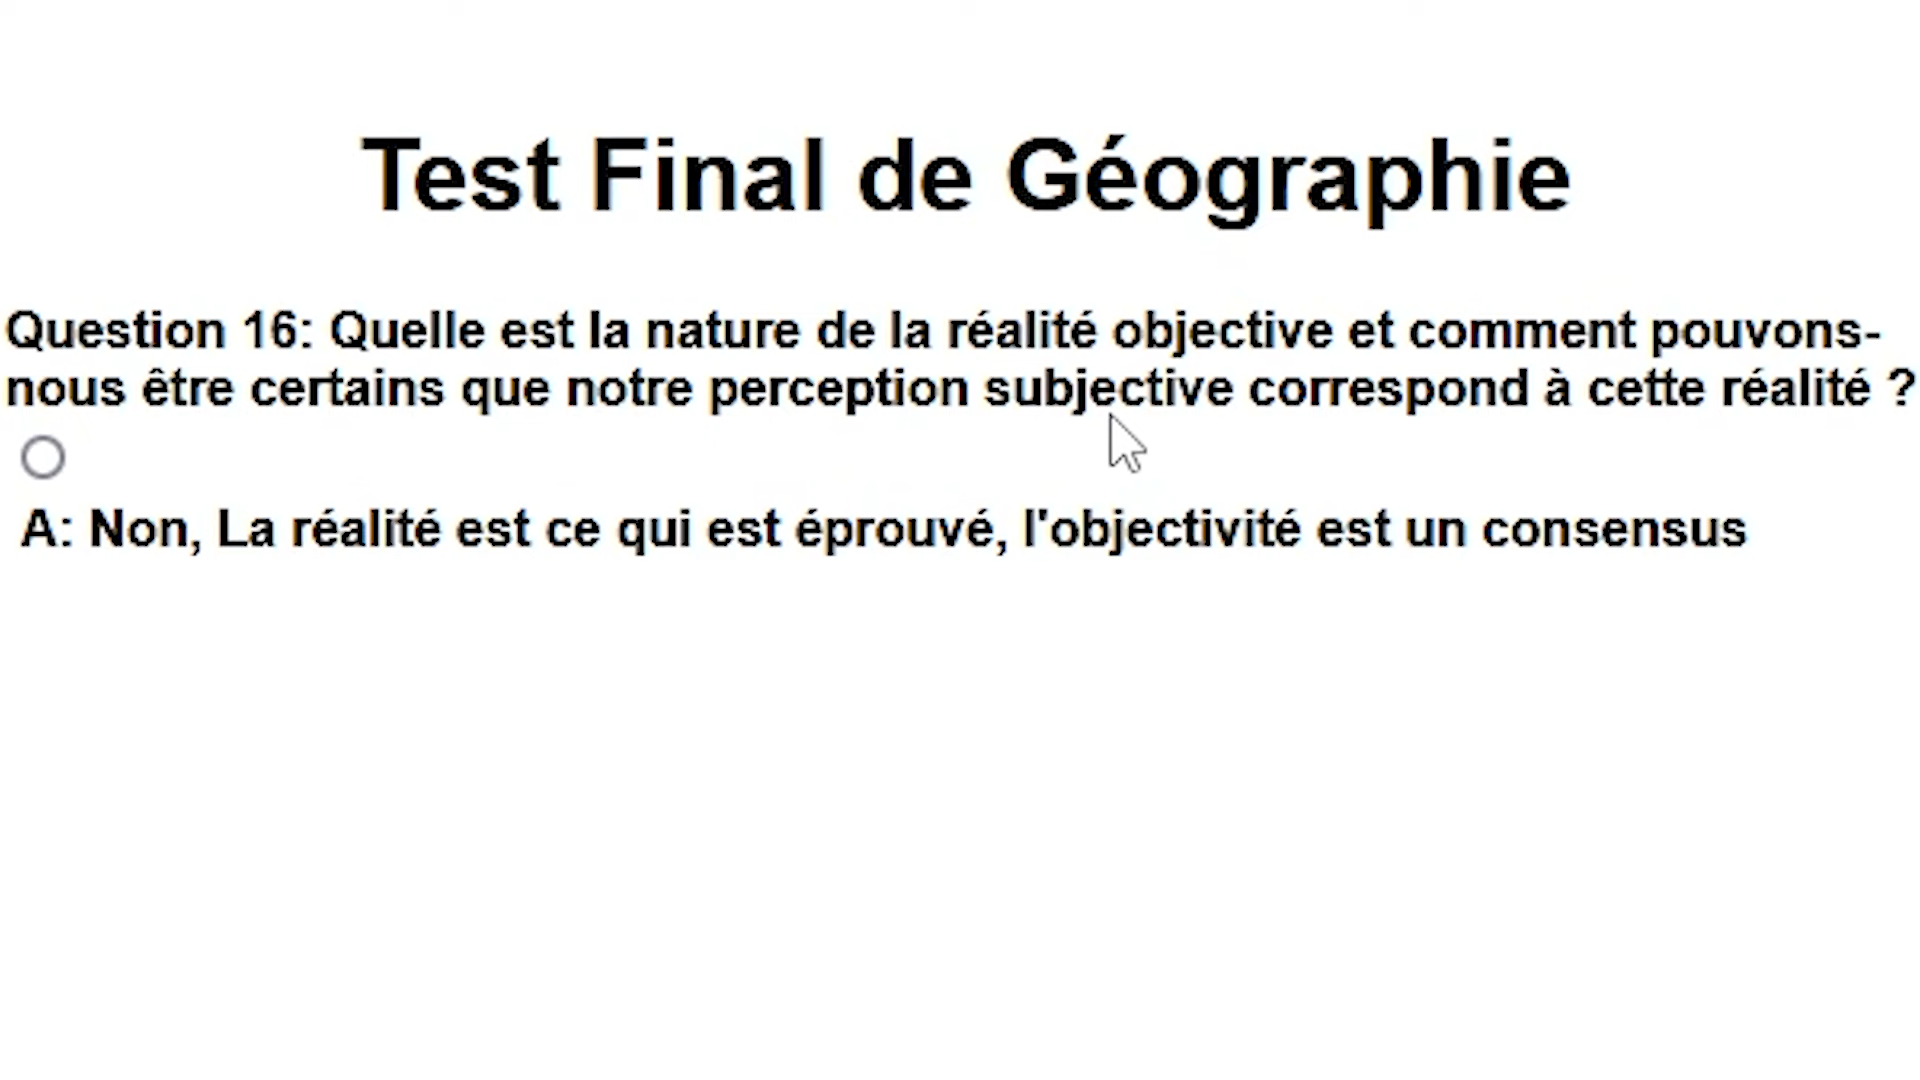 Test Final de Géographie
Question 16: Quelle est la nature de la réalité objective et comment pouvons-
nous être certains que notre perception subjective correspond à cette réalité ?
A: Non, La réalité est ce qui est éprouvé, l'objectivité est un consensus